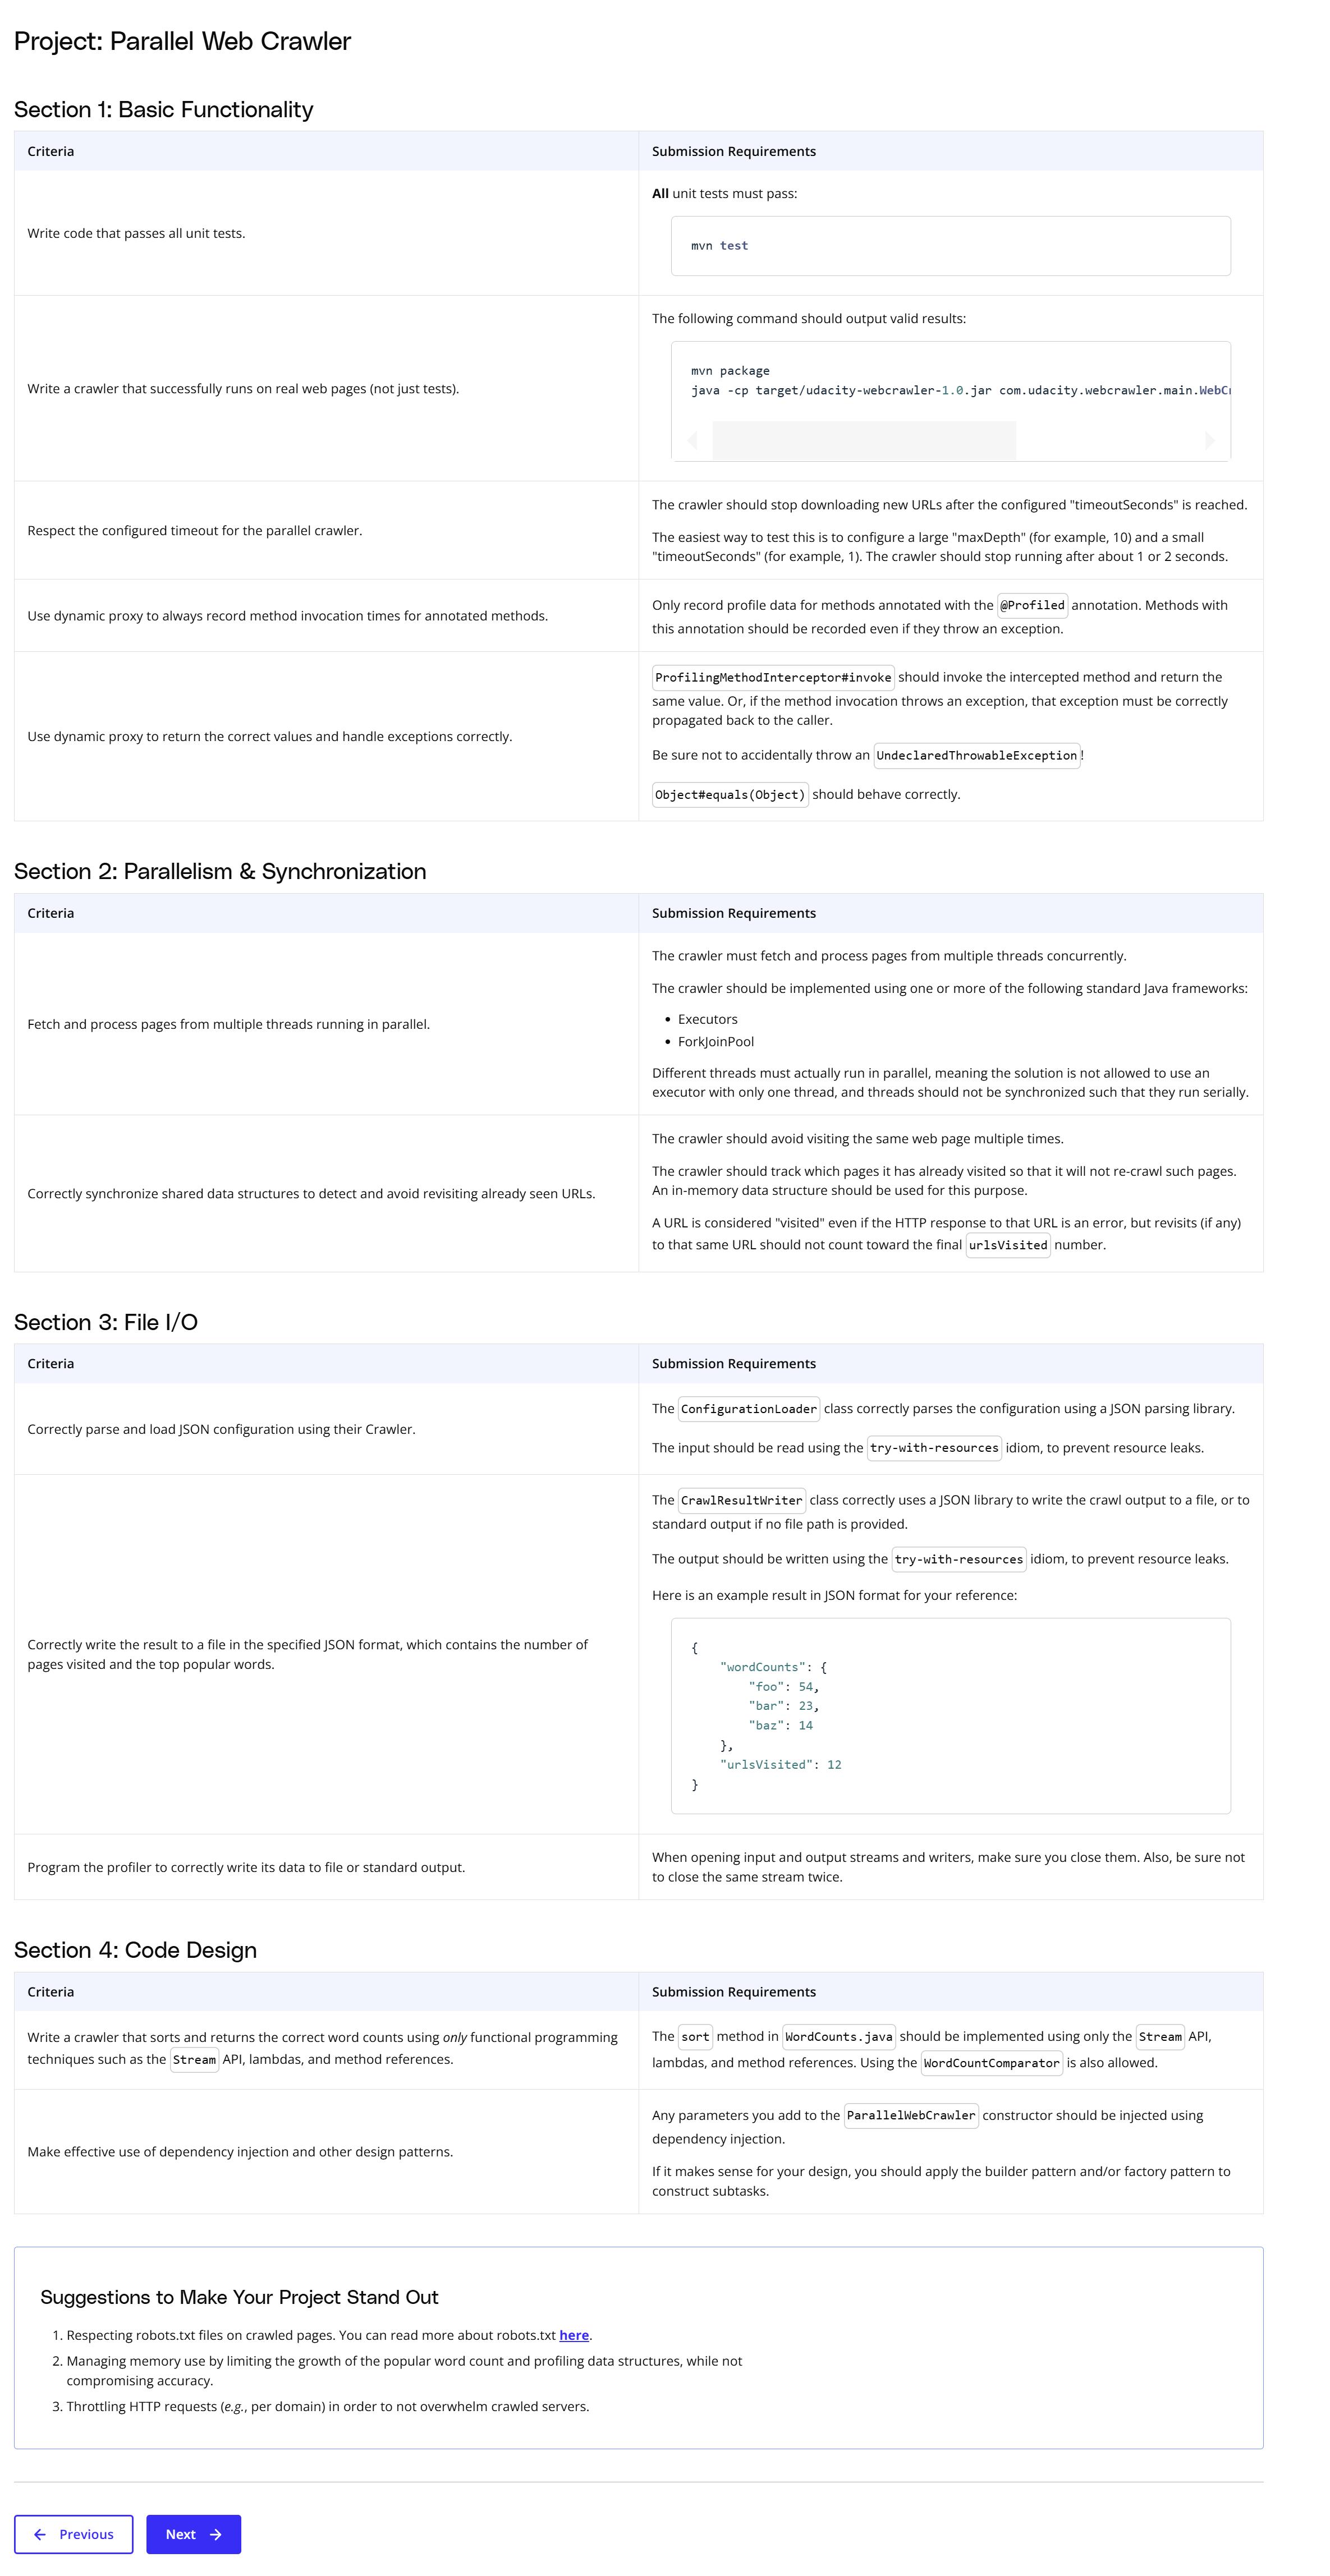 Project: Parallel Web Crawler
Section 1: Basic Functionality
Criteria
Submission Requirements
Write code that passes all unit tests.
All unit tests must pass:
mvn test
Write a crawler that successfully runs on real web pages (not just tests).
The following command should output valid results:
mvn package
java -cp target/udacity-webcrawler-1.0.jar com.udacity.webcrawler.main.WebCr
Respect the configured timeout for the parallel crawler.
The crawler should stop downloading new URLs after the configured "timeoutSeconds" is reached.
The easiest way to test this is to configure a large "maxDepth" (for example, 10) and a small
"timeoutSeconds" (for example, 1). The crawler should stop running after about 1 or 2 seconds.
Use dynamic proxy to always record method invocation times for annotated methods.
Only record profile data for methods annotated with the @Profiled annotation. Methods with
this annotation should be recorded even if they throw an exception.
Use dynamic proxy to return the correct values and handle exceptions correctly.
ProfilingMethodInterceptor#invoke should invoke the intercepted method and return the
same value. Or, if the method invocation throws an exception, that exception must be correctly
propagated back to the caller.
Be sure not to accidentally throw an UndeclaredThrowableException!
Object#equals(Object) should behave correctly.
Section 2: Parallelism & Synchronization
Criteria
Submission Requirements
Fetch and process pages from multiple threads running in parallel.
The crawler must fetch and process pages from multiple threads concurrently.
The crawler should be implemented using one or more of the following standard Java frameworks:
• Executors
• ForkJoinPool
Different threads must actually run in parallel, meaning the solution is not allowed to use an
executor with only one thread, and threads should not be synchronized such that they run serially.
Correctly synchronize shared data structures to detect and avoid revisiting already seen URLs.
The crawler should avoid visiting the same web page multiple times.
The crawler should track which pages it has already visited so that it will not re-crawl such pages.
An in-memory data structure should be used for this purpose.
A URL is considered "visited" even if the HTTP response to that URL is an error, but revisits (if any)
to that same URL should not count toward the final urlsVisited number.
Section 3: File I/O
Criteria
Submission Requirements
Correctly parse and load JSON configuration using their Crawler.
The ConfigurationLoader class correctly parses the configuration using a JSON parsing library.
The input should be read using the try-with-resources idiom, to prevent resource leaks.
Correctly write the result to a file in the specified JSON format, which contains the number of
pages visited and the top popular words.
The CrawlResultWriter class correctly uses a JSON library to write the crawl output to a file, or to
standard output if no file path is provided.
The output should be written using the try-with-resources idiom, to prevent resource leaks.
Here is an example result in JSON format for your reference:
{
"wordCounts": {
"foo": 54,
"bar": 23,
"baz": 14
},
"urlsVisited": 12
}
Program the profiler to correctly write its data to file or standard output.
When opening input and output streams and writers, make sure you close them. Also, be sure not
to close the same stream twice.
Section 4: Code Design
Criteria
Submission Requirements
Write a crawler that sorts and returns the correct word counts using only functional programming
techniques such as the Stream API, lambdas, and method references.
The sort method in WordCounts.java should be implemented using only the Stream API,
lambdas, and method references. Using the WordCountComparator is also allowed.
Make effective use of dependency injection and other design patterns.
Any parameters you add to the ParallelWebCrawler constructor should be injected using
dependency injection.
If it makes sense for your design, you should apply the builder pattern and/or factory pattern to
construct subtasks.
Suggestions to Make Your Project Stand Out
1. Respecting robots.txt files on crawled pages. You can read more about robots.txt here.
2. Managing memory use by limiting the growth of the popular word count and profiling data structures, while not
compromising accuracy.
3. Throttling HTTP requests (e.g., per domain) in order to not overwhelm crawled servers.
Previous
Next